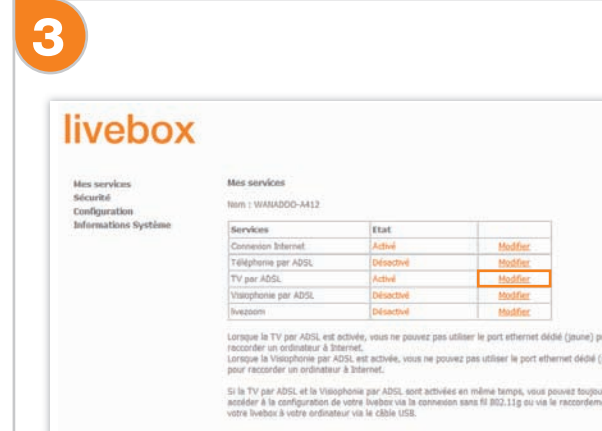 3
livebox
Mes services
Sécurité
Configuration
Informations Système
Mes services
Nom : WANADOO-A412
Services Etat
Connexion Internet Activé Modifier
Téléphonie par ADSL Désactivé Modifier
TV par ADSL Activé Modifier
Visiophonie par ADSL Désactivé Modifier
livezoom Désactivé Modifier
Lorsque la TV par ADSL est activée, vous ne pouvez pas utiliser le port ethernet dédié (jaune) p
raccorder un ordinateur à Internet.
Lorsque la Visiophonie par ADSL est activée, vous ne pouvez pas utiliser le port ethernet dédié (
pour raccorder un ordinateur à Internet.
Si la TV par ADSL et la Visiophonie par ADSL sont activées en même temps, vous pouvez toujou
accéder à la configuration de votre livebox via la connexion sans fil 802.11g ou via le raccordeme
votre livebox à votre ordinateur via le câble USB.